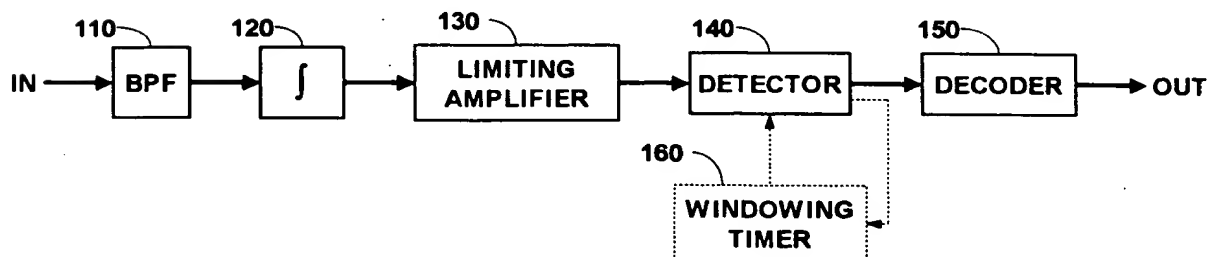 110
120
130
140
150
IN
BPF
∫
LIMITING
AMPLIFIER
DETECTOR
DECODER
OUT
160
WINDOWING
TIMER